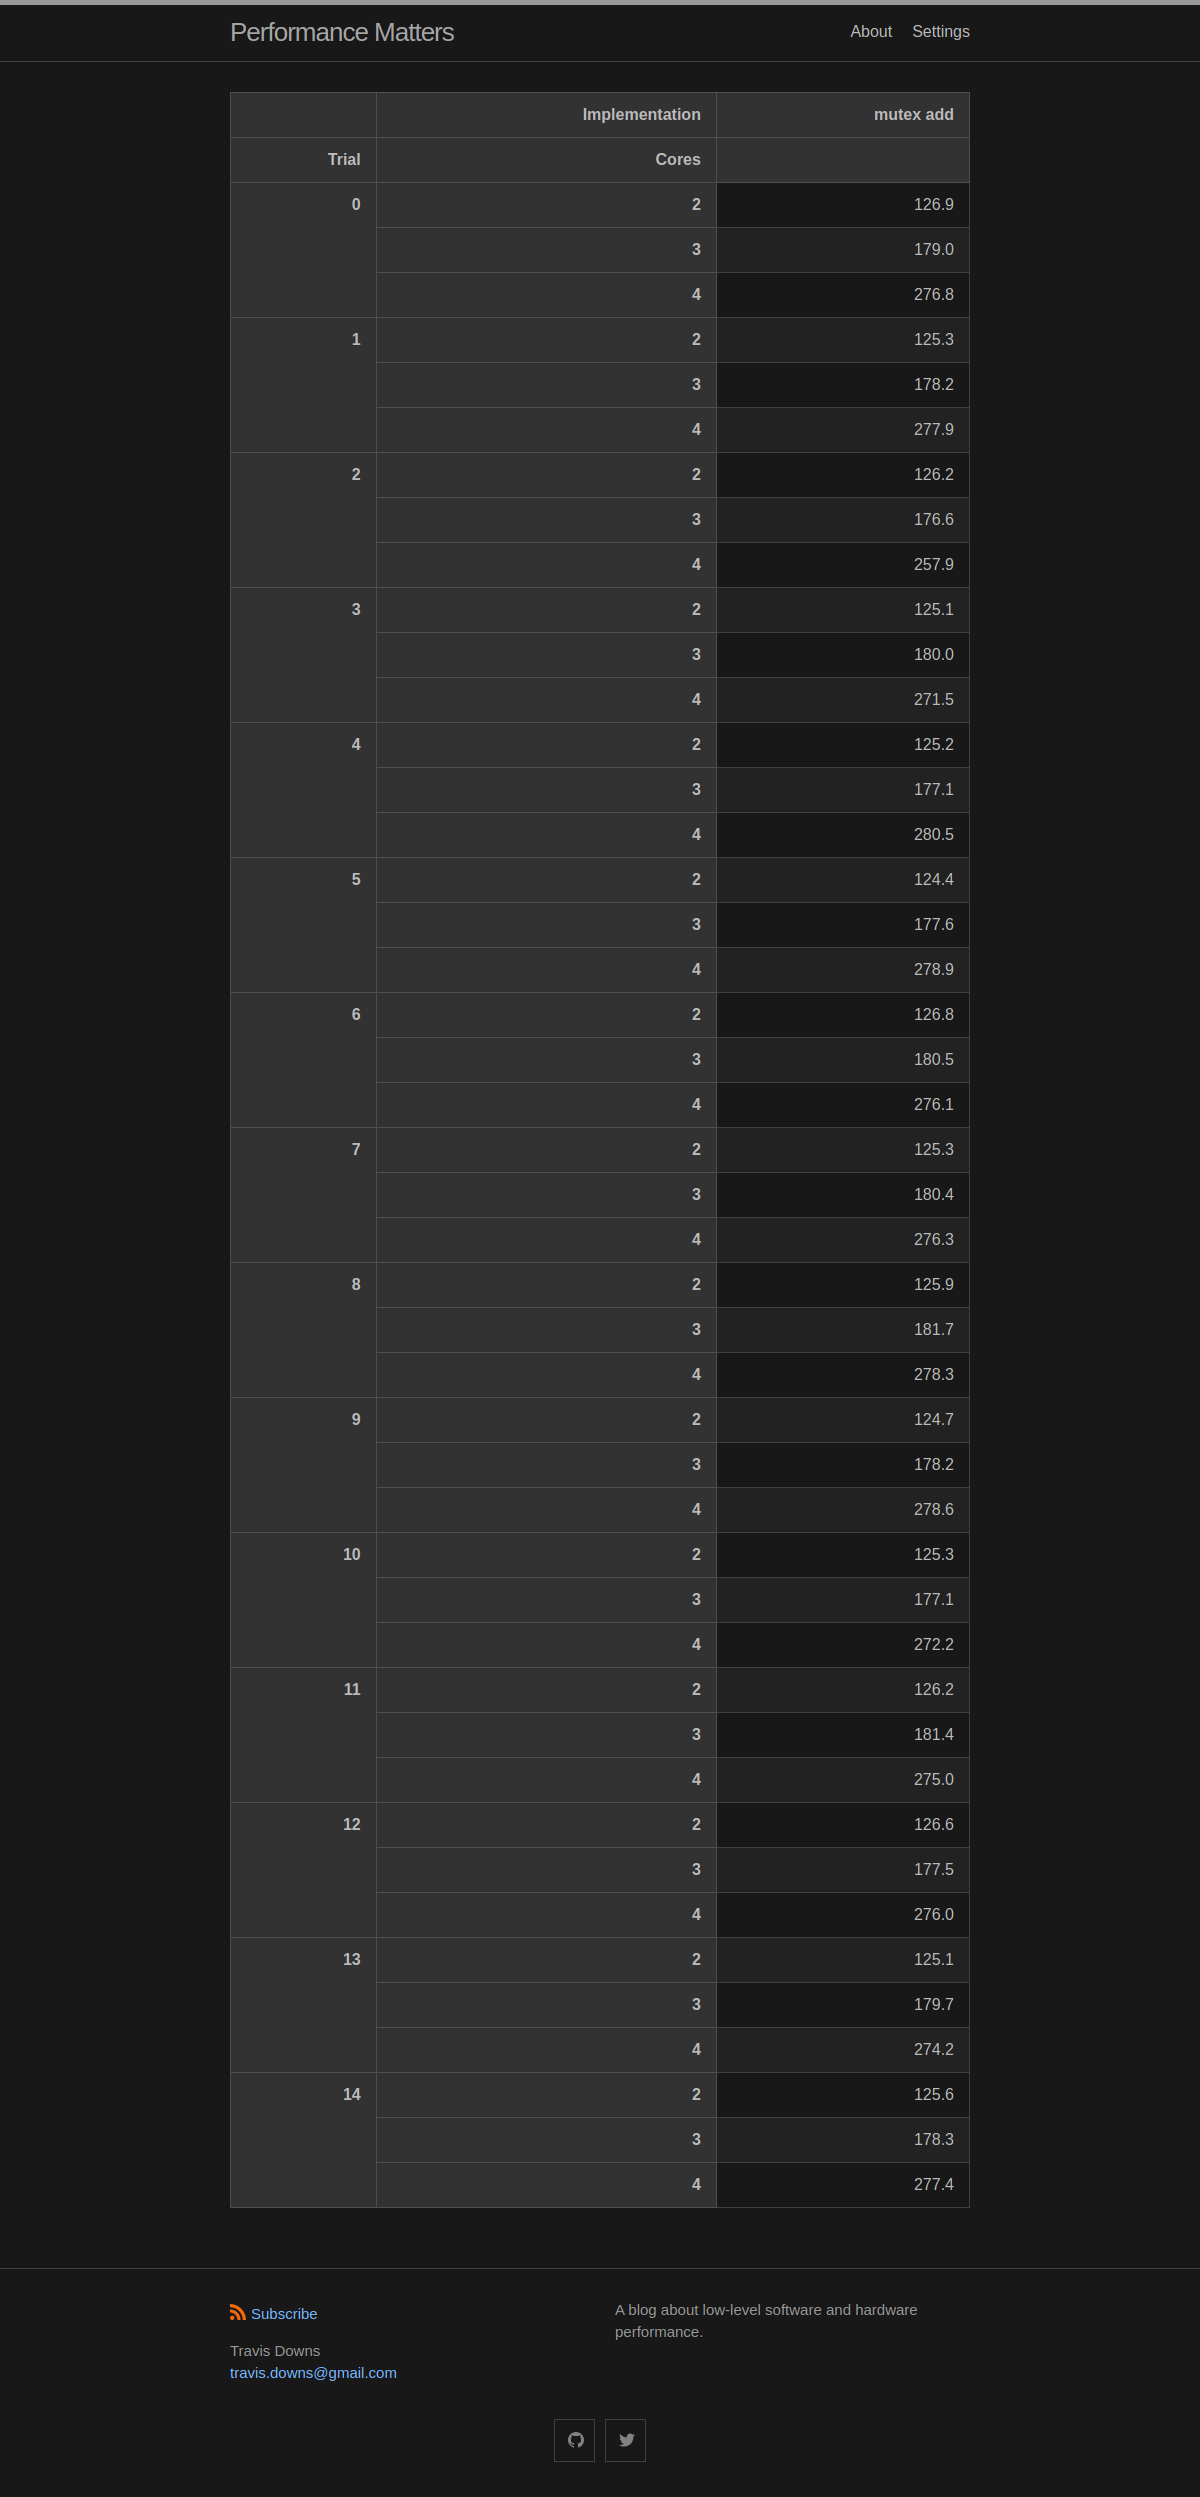 Performance Matters About Settings
Implementation mutex add
Trial Cores
0 2 126.9
3 179.0
4 276.8
1 2 125.3
3 178.2
4 277.9
2 2 126.2
3 176.6
4 257.9
3 2 125.1
3 180.0
4 271.5
4 2 125.2
3 177.1
4 280.5
5 2 124.4
3 177.6
4 278.9
6 2 126.8
3 180.5
4 276.1
7 2 125.3
3 180.4
4 276.3
8 2 125.9
3 181.7
4 278.3
9 2 124.7
3 178.2
4 278.6
10 2 125.3
3 177.1
4 272.2
11 2 126.2
3 181.4
4 275.0
12 2 126.6
3 177.5
4 276.0
13 2 125.1
3 179.7
4 274.2
14 2 125.6
3 178.3
4 277.4
Subscribe
Travis Downs
travis.downs@gmail.com
A blog about low-level software and hardware
performance.